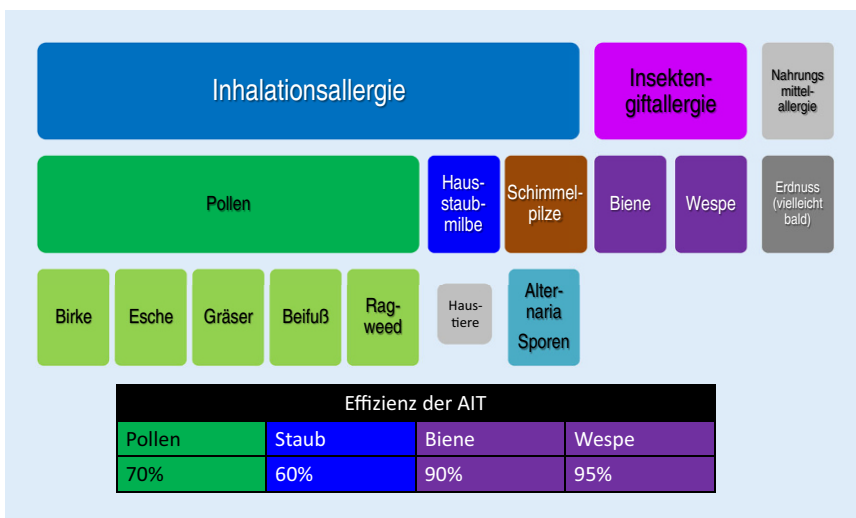 Inhalationsallergie
Insekten-
giftallergie
Nahrungs
mittel-
allergie
Pollen
Haus-
staub-
milbe
Schimmel-
pilze
Biene
Wespe
Erdnuss
(vielleicht
bald)
Birke
Esche
Gräser
Beifuß
Rag-
weed
Haus-
tiere
Alter-
naria
Sporen
Effizienz der AIT
Pollen Staub Biene Wespe
70% 60% 90% 95%